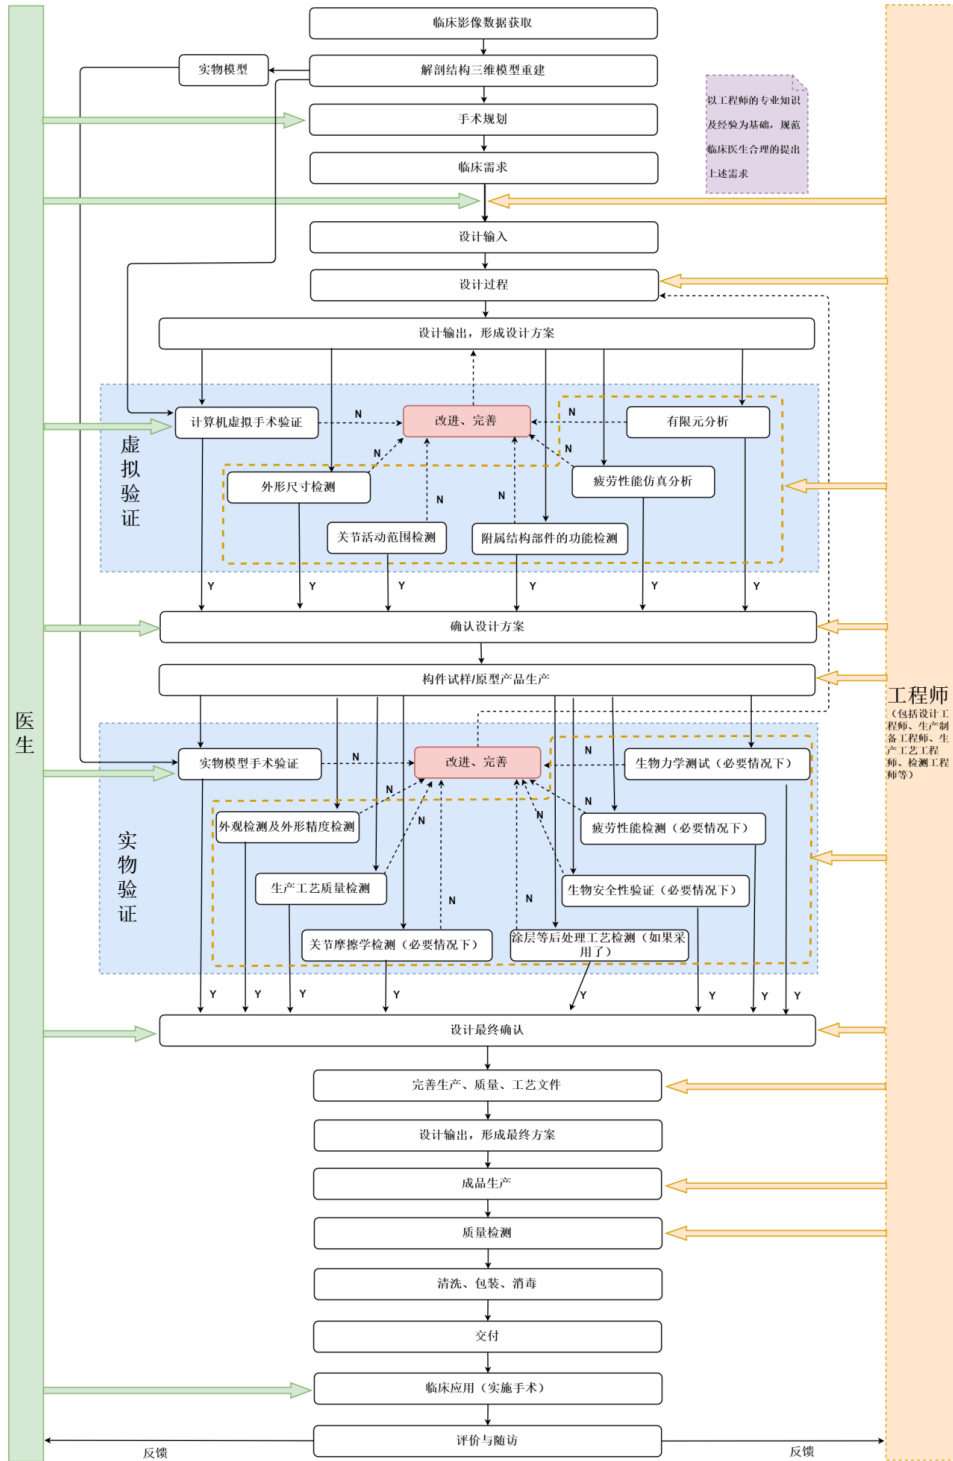 临床影像数据获取
实物模型
解剖结构三维模型重建
手术规划
以工程师的专业知识
及经验为基础，规范
临床医生合理的提出
上述需求
临床需求
设计输入
设计过程
设计输出，形成设计方案
计算机虚拟手术验证
N
改进、完善
N
有限元分析
虚拟验证
N
N
外形尺寸检测
疲劳性能仿真分析
N
N
关节活动范围检测
附属结构部件的功能检测
Y
Y
Y
Y
Y
Y
确认设计方案
构件试样/原型产品生产
医生
工程师
（包括设计工
程师、生产制
备工程师、生
产工艺工程
师、检测工程
师等）
实物模型手术验证
N
改进、完善
N
生物力学测试（必要情况下）
N
N
外观检测及外形精度检测
N
N
疲劳性能检测（必要情况下）
实物验证
生产工艺质量检测
生物安全性验证（必要情况下）
N
N
关节摩擦学检测（必要情况下）
涂层等后处理工艺检测（如果采
用了）
Y
Y
Y
Y
Y
Y
Y
Y
设计最终确认
完善生产、质量、工艺文件
设计输出，形成最终方案
成品生产
质量检测
清洗、包装、消毒
交付
临床应用（实施手术）
评价与随访
反馈
反馈